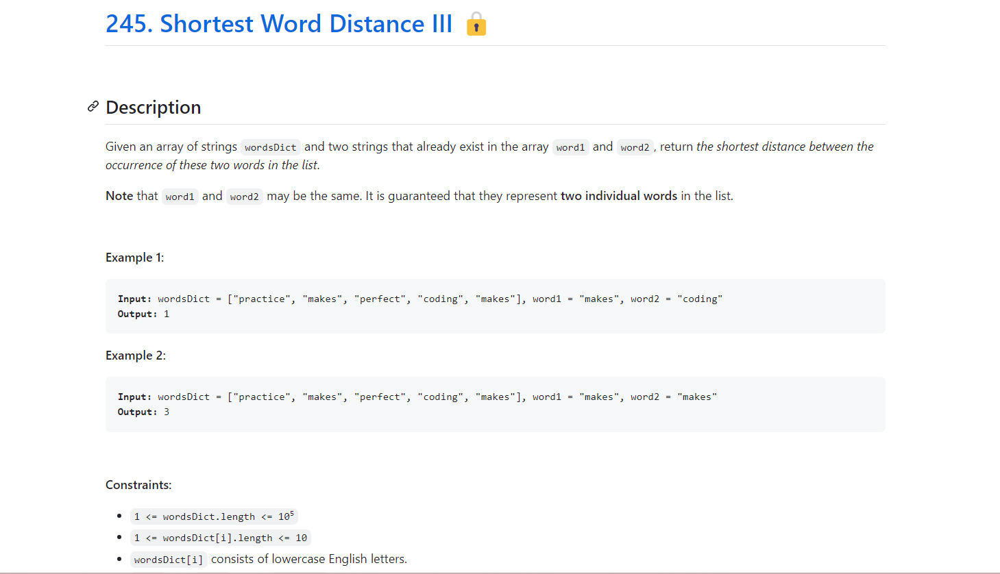 245. Shortest Word Distance III
Description
Given an array of strings wordsDict and two strings that already exist in the array word1 and word2, return the shortest distance between the
occurrence of these two words in the list.
Note that word1 and word2 may be the same. It is guaranteed that they represent two individual words in the list.
Example 1:
Input: wordsDict = ["practice", "makes", "perfect", "coding", "makes"], word1 = "makes", word2 = "coding"
Output: 1
Example 2:
Input: wordsDict = ["practice", "makes", "perfect", "coding", "makes"], word1 = "makes", word2 = "makes"
Output: 3
Constraints:
• 1 <= wordsDict.length <= 10⁵
• 1 <= wordsDict[i].length <= 10
• wordsDict[i] consists of lowercase English letters.